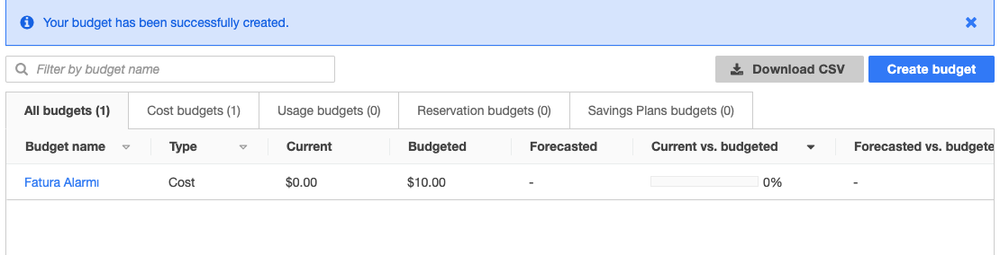 Your budget has been successfully created.
Filter by budget name
Download CSV
Create budget
All budgets (1) Cost budgets (1) Usage budgets (0) Reservation budgets (0) Savings Plans budgets (0)
Budget name Type Current Budgeted Forecasted Current vs. budgeted Forecasted vs. budgete
Fatura Alarmı Cost $0.00 $10.00 - 0% -